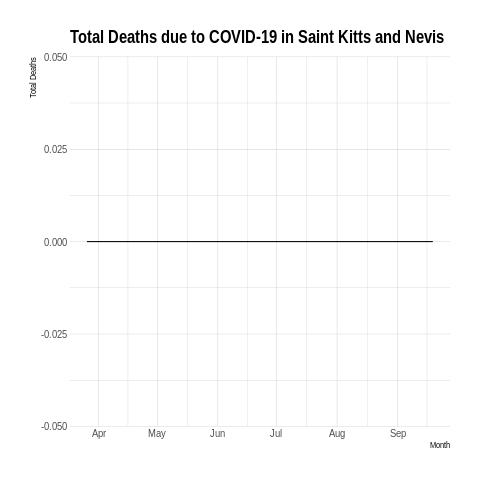 Total Deaths due to COVID-19 in Saint Kitts and Nevis
Total Deaths
0.050
0.025
0.000
-0.025
-0.050
Apr May Jun Jul Aug Sep
Month